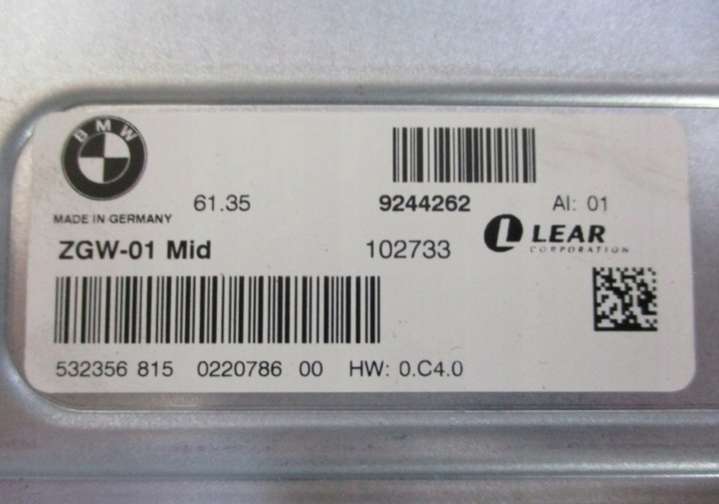 BMW
61.35 9244262 AI: 01
MADE IN GERMANY
ZGW-01 Mid 102733 LEAR
CORPORATION
532356 815 0220786 00 HW: 0.C4.0